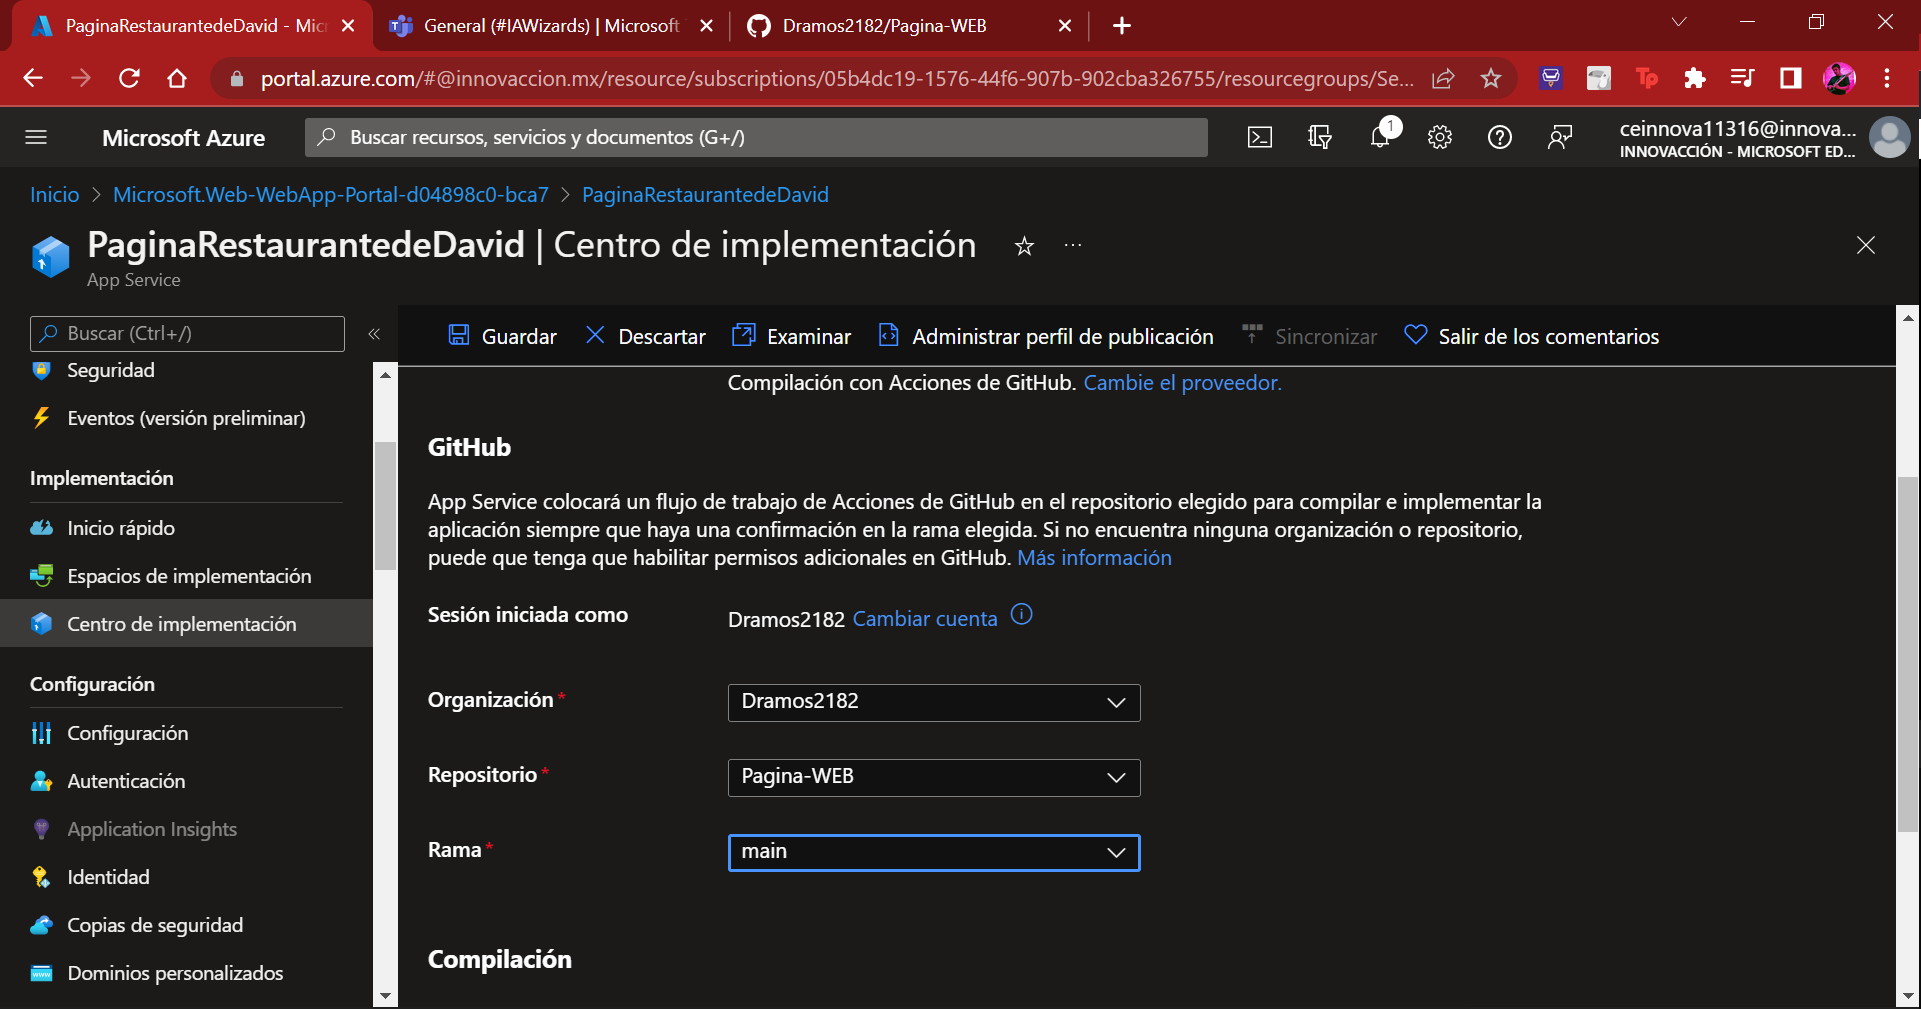 PaginaRestaurantedeDavid - Mic
General (#IAWizards) | Microsoft
Dramos2182/Pagina-WEB
portal.azure.com/#@innovaccion.mx/resource/subscriptions/05b4dc19-1576-44f6-907b-902cba326755/resourcegroups/Se...
Tp
Microsoft Azure
Buscar recursos, servicios y documentos (G+/)
1
ceinnova11316@innova...
INNOVACCIÓN - MICROSOFT ED...
Inicio > Microsoft.Web-WebApp-Portal-d04898c0-bca7 > PaginaRestaurantedeDavid
PaginaRestaurantedeDavid | Centro de implementación
App Service
Buscar (Ctrl+/)
Seguridad
Eventos (versión preliminar)
Implementación
Inicio rápido
Espacios de implementación
Centro de implementación
Configuración
Configuración
Autenticación
Application Insights
Identidad
Copias de seguridad
Dominios personalizados
Guardar
Descartar
Examinar
Administrar perfil de publicación
Sincronizar
Salir de los comentarios
Compilación con Acciones de GitHub. Cambie el proveedor.
GitHub
App Service colocará un flujo de trabajo de Acciones de GitHub en el repositorio elegido para compilar e implementar la
aplicación siempre que haya una confirmación en la rama elegida. Si no encuentra ninguna organización o repositorio,
puede que tenga que habilitar permisos adicionales en GitHub. Más información
Sesión iniciada como
Dramos2182 Cambiar cuenta
Organización *
Dramos2182
Repositorio *
Pagina-WEB
Rama *
main
Compilación